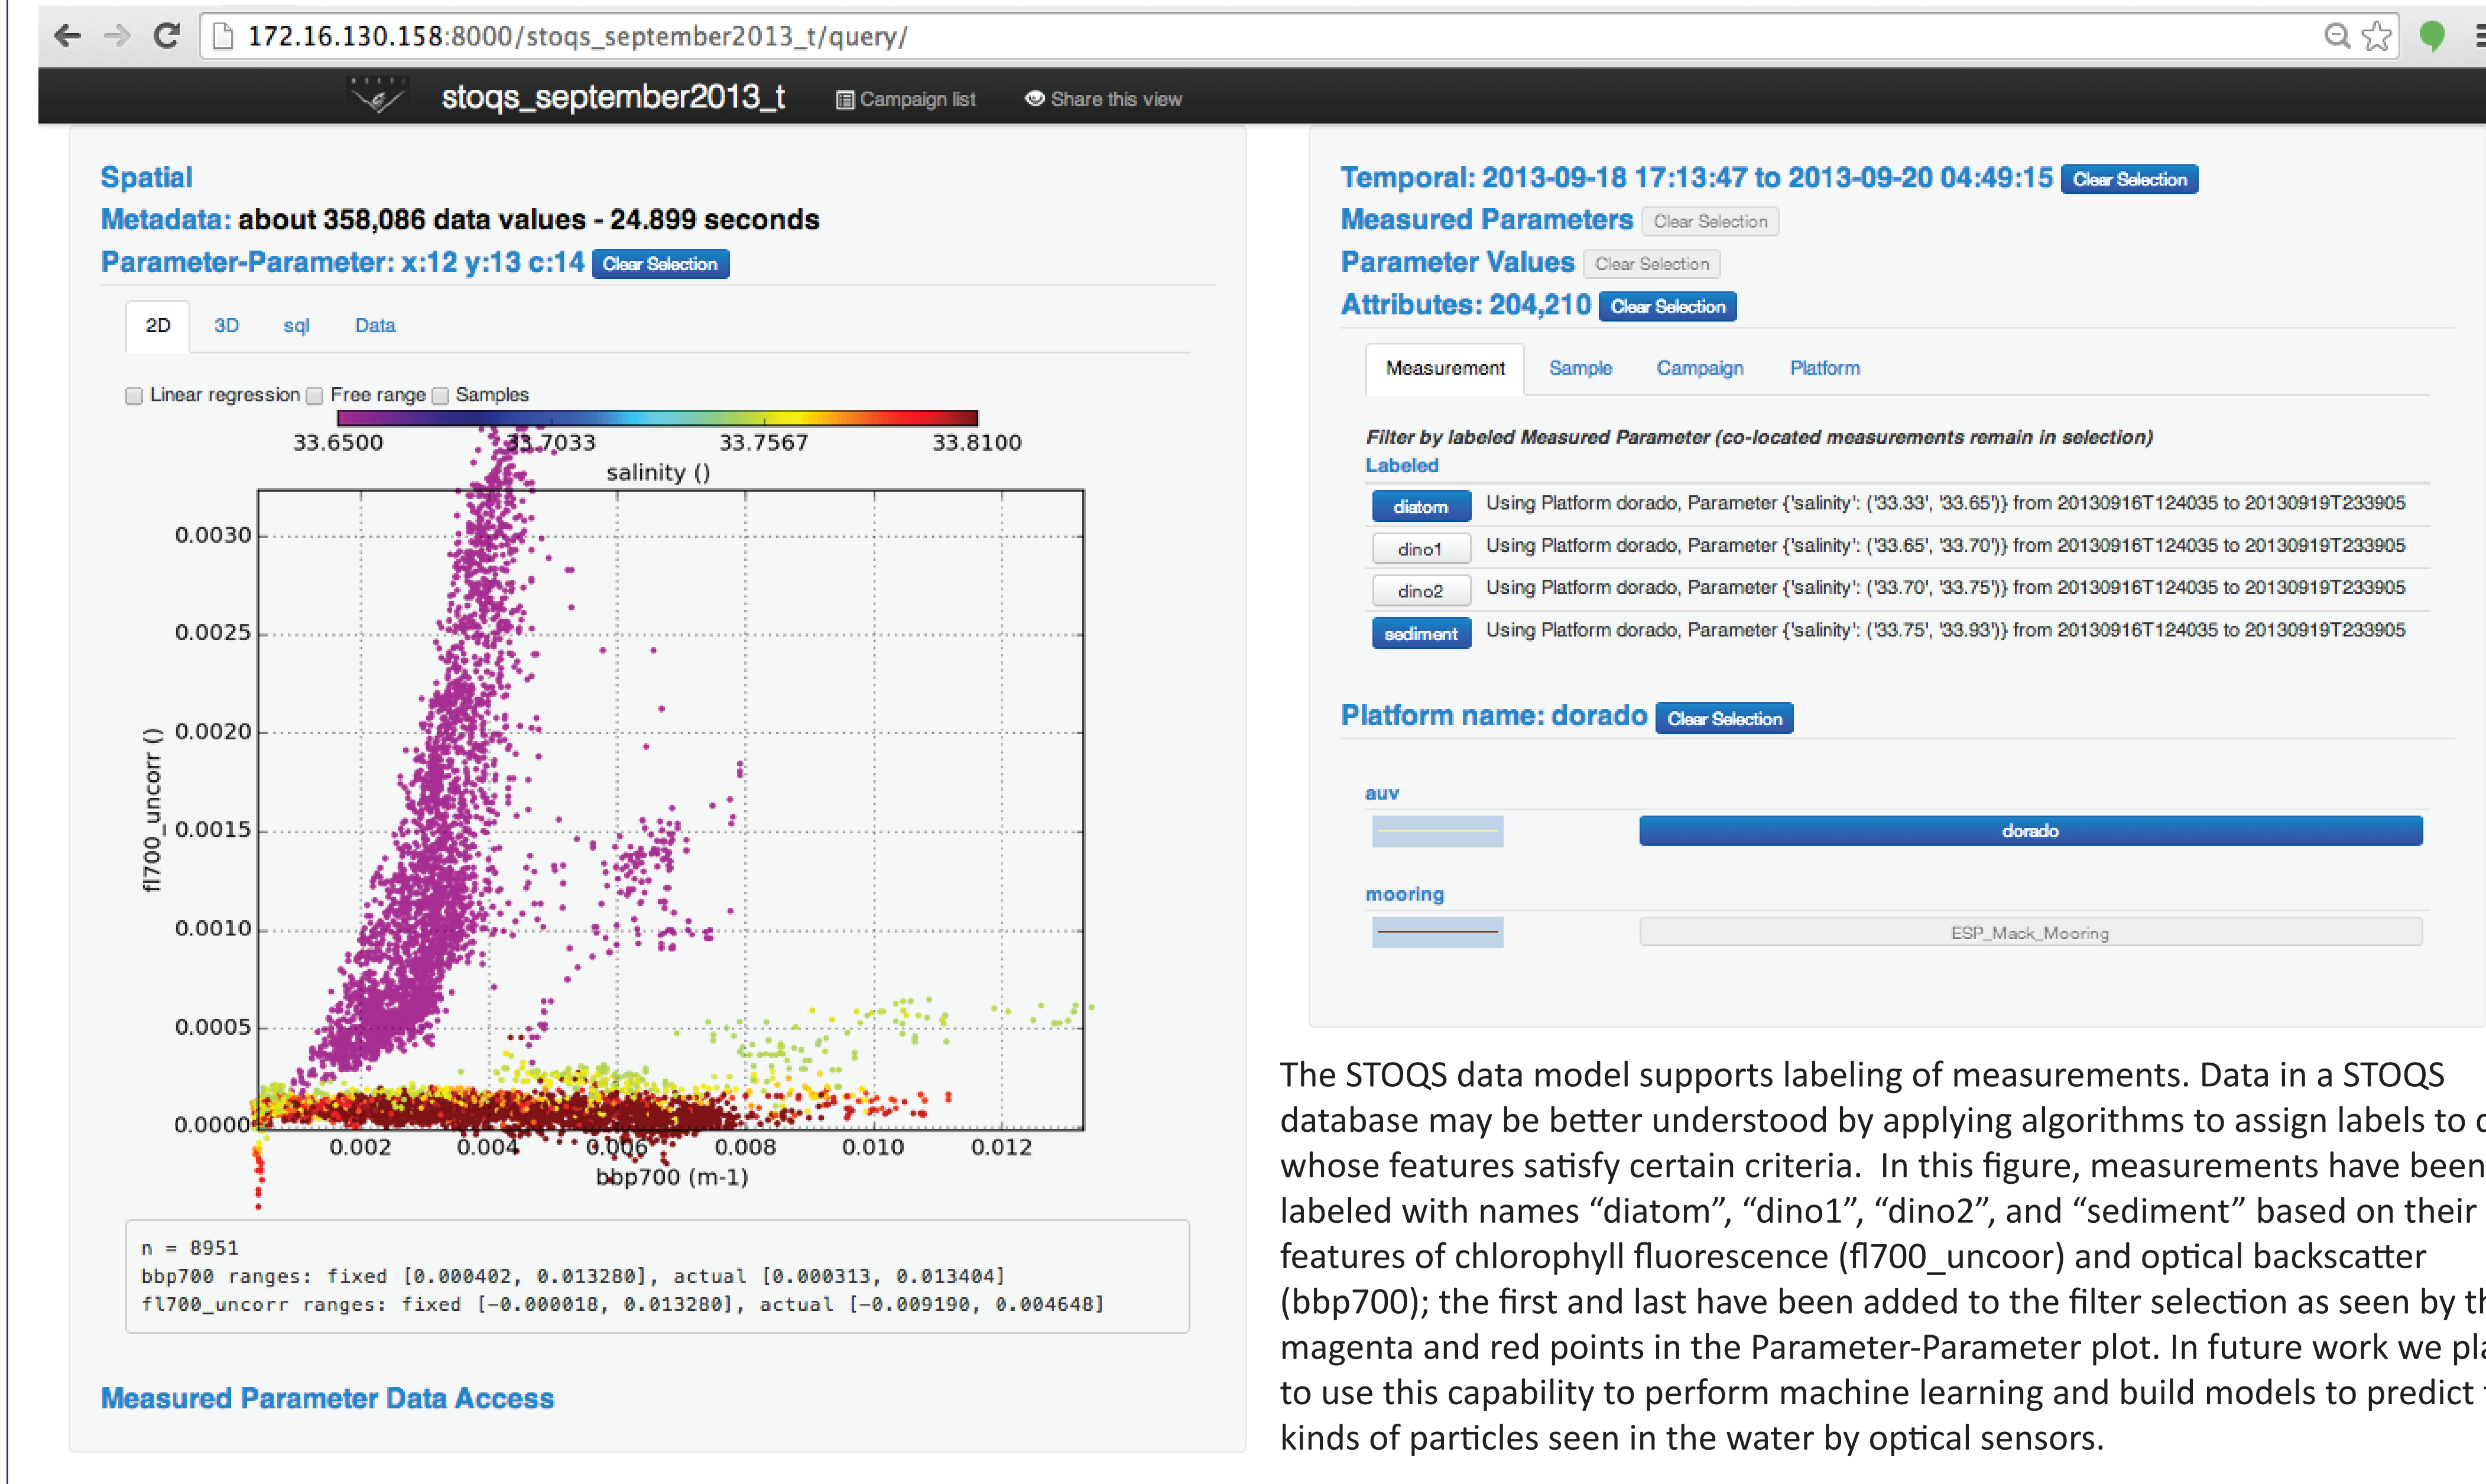 172.16.130.158:8000/stoqs_september2013_t/query/
stoqs_september2013_t Campaign list Share this view
Spatial
Metadata: about 358,086 data values - 24.899 seconds
Parameter-Parameter: x:12 y:13 c:14 Clear Selection
2D 3D sql Data
Linear regression Free range Samples
33.6500 33.7033 33.7567 33.8100
salinity ()
0.0030
0.0025
0.0020
0.0015
0.0010
0.0005
0.0000
fl700_uncorr ()
0.002 0.004 0.006 0.008 0.010 0.012
bbp700 (m-1)
n = 8951
bbp700 ranges: fixed [0.000402, 0.013280], actual [0.000313, 0.013404]
fl700_uncorr ranges: fixed [-0.000018, 0.013280], actual [-0.009190, 0.004648]
Measured Parameter Data Access
Temporal: 2013-09-18 17:13:47 to 2013-09-20 04:49:15 Clear Selection
Measured Parameters Clear Selection
Parameter Values Clear Selection
Attributes: 204,210 Clear Selection
Measurement Sample Campaign Platform
Filter by labeled Measured Parameter (co-located measurements remain in selection)
Labeled
diatom Using Platform dorado, Parameter {'salinity': ('33.33', '33.65')} from 20130916T124035 to 20130919T233905
dino1 Using Platform dorado, Parameter {'salinity': ('33.65', '33.70')} from 20130916T124035 to 20130919T233905
dino2 Using Platform dorado, Parameter {'salinity': ('33.70', '33.75')} from 20130916T124035 to 20130919T233905
sediment Using Platform dorado, Parameter {'salinity': ('33.75', '33.93')} from 20130916T124035 to 20130919T233905
Platform name: dorado Clear Selection
auv
dorado
mooring
ESP_Mack_Mooring
The STOQS data model supports labeling of measurements. Data in a STOQS
database may be better understood by applying algorithms to assign labels to
whose features satisfy certain criteria. In this figure, measurements have been
labeled with names “diatom”, “dino1”, “dino2”, and “sediment” based on their
features of chlorophyll fluorescence (fl700_uncoor) and optical backscatter
(bbp700); the first and last have been added to the filter selection as seen by
magenta and red points in the Parameter-Parameter plot. In future work we
to use this capability to perform machine learning and build models to predict
kinds of particles seen in the water by optical sensors.